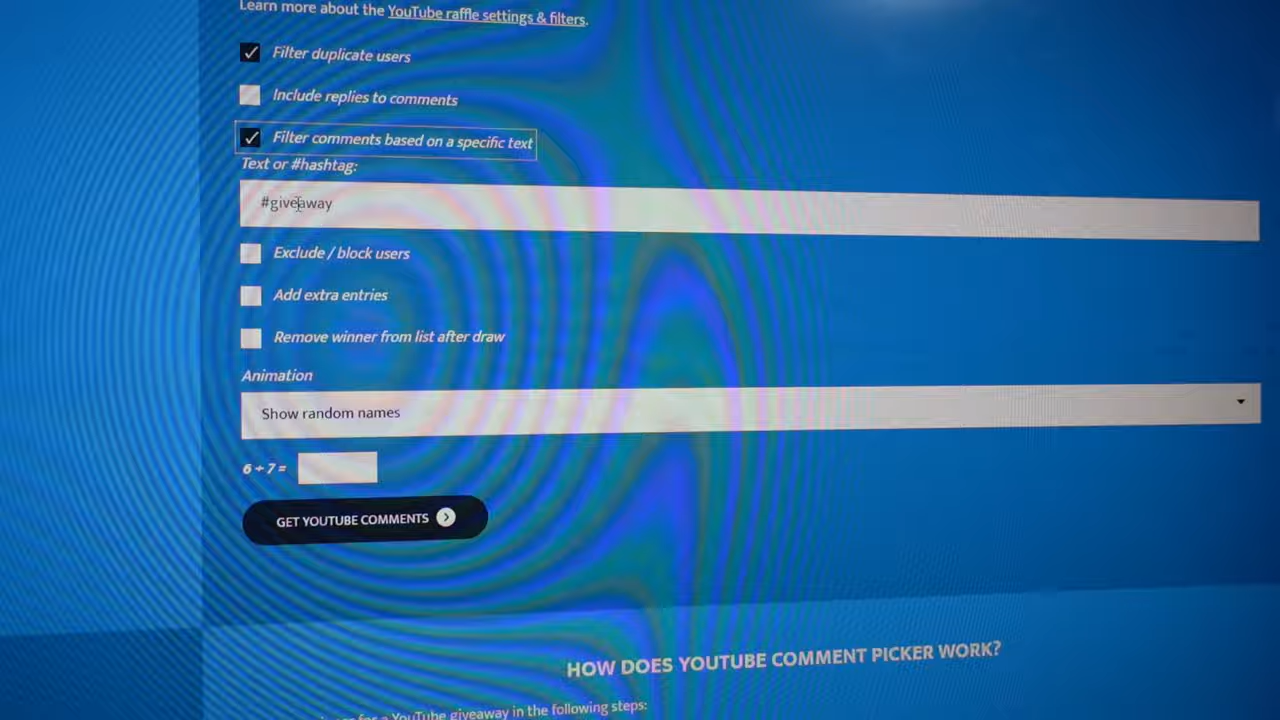 Learn more about the YouTube raffle settings & filters.
Filter duplicate users
Include replies to comments
Filter comments based on a specific text
Text or #hashtag:
#giveaway
Exclude / block users
Add extra entries
Remove winner from list after draw
Animation
Show random names
6 + 7 =
GET YOUTUBE COMMENTS
HOW DOES YOUTUBE COMMENT PICKER WORK?
for a YouTube giveaway in the following steps: